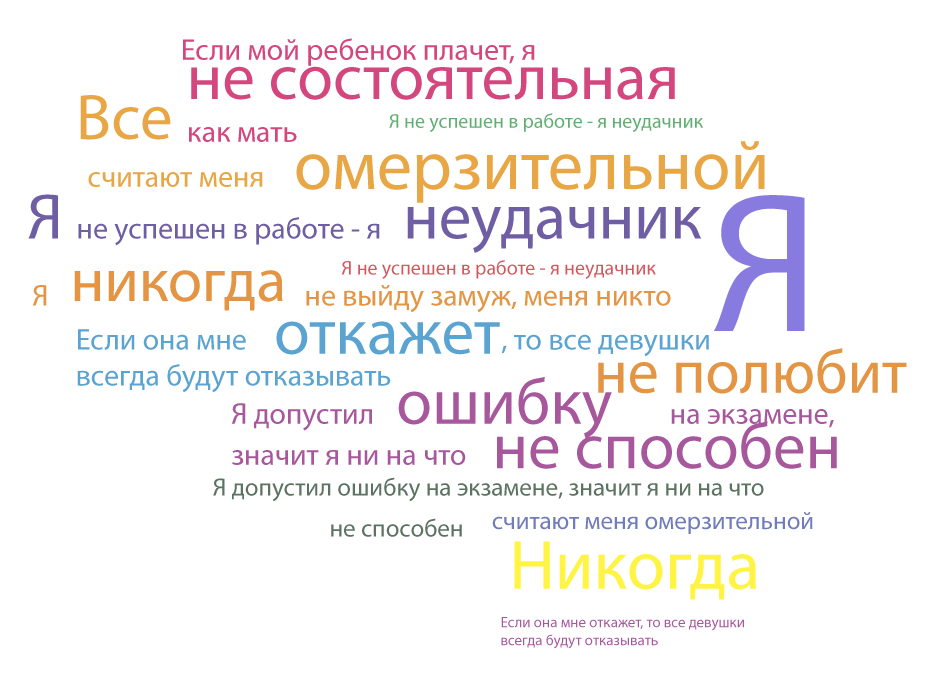 Если мой ребенок плачет, я
не состоятельная
Все как мать
Я не успешен в работе - я неудачник
считают меня омерзительной
Я не успешен в работе - я неудачник
Я
Я не успешен в работе - я неудачник
Я никогда не выйду замуж, меня никто
Если она мне откажет, то все девушки
не полюбит
всегда будут отказывать
Я допустил ошибку на экзамене,
значит я ни на что не способен
Я допустил ошибку на экзамене, значит я ни на что
не способен
считают меня омерзительной
Никогда
Если она мне откажет, то все девушки
всегда будут отказывать